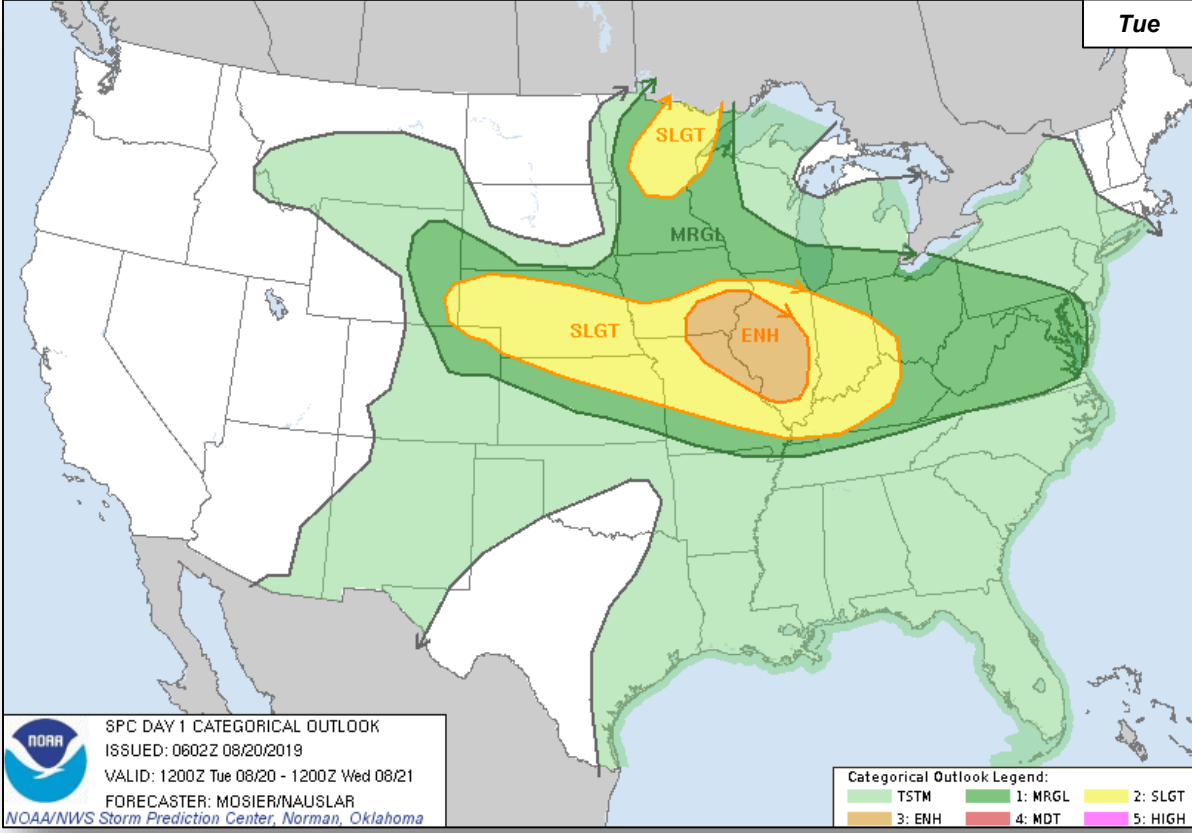 Tue
SLGT
MRGL
SLGT
ENH
NOAA
SPC DAY 1 CATEGORICAL OUTLOOK
ISSUED: 0602Z 08/20/2019
VALID: 1200Z Tue 08/20 - 1200Z Wed 08/21
FORECASTER: MOSIER/NAUSLAR
NOAA/NWS Storm Prediction Center, Norman, Oklahoma
Categorical Outlook Legend:
TSTM 1: MRGL 2: SLGT
3: ENH 4: MDT 5: HIGH